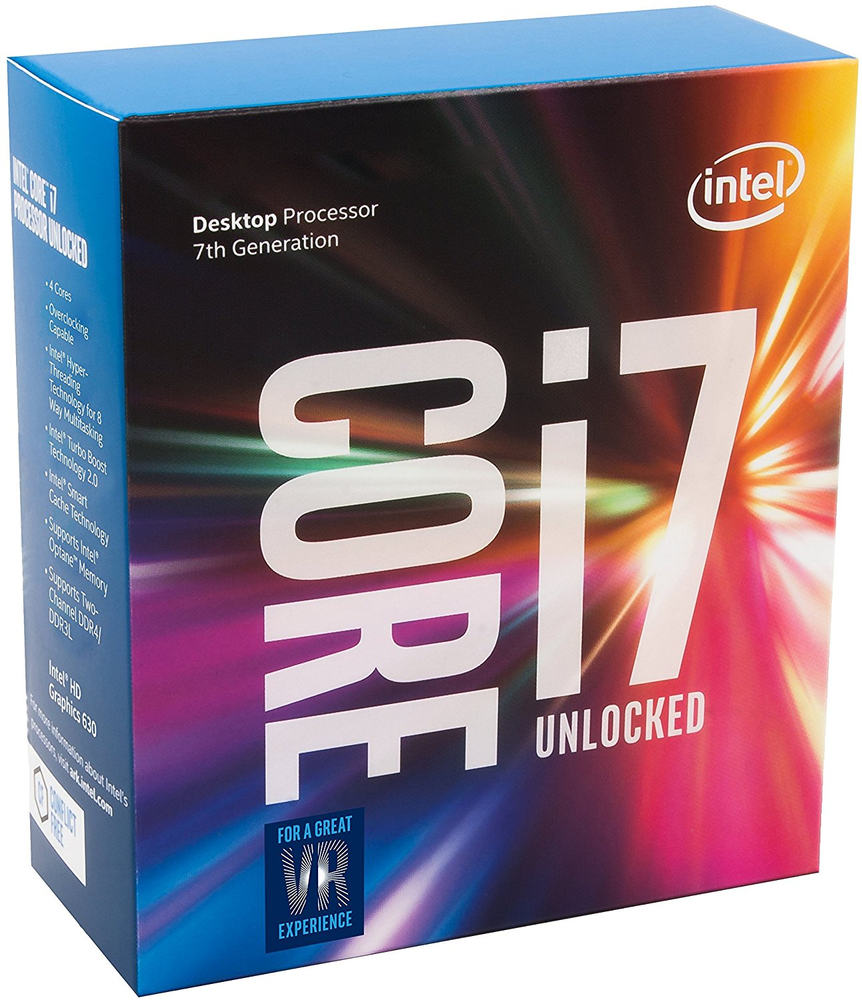 INTEL® CORE™ i7
PROCESSOR UNLOCKED
• 4 Cores
• Overclocking
Capable
• Intel® Hyper-
Threading
Technology for 8
Way Multitasking
• Intel® Turbo Boost
Technology 2.0
• Intel® Smart
Cache Technology
• Supports Intel®
Optane™ Memory
• Supports Two-
Channel DDR4/
DDR3L
Intel® HD
Graphics 630
For more information about Intel's
processors, visit ark.intel.com
CF
CONFLICT
FREE
Desktop Processor
7th Generation
intel®
CORE
i7
UNLOCKED
FOR A GREAT
VR
EXPERIENCE